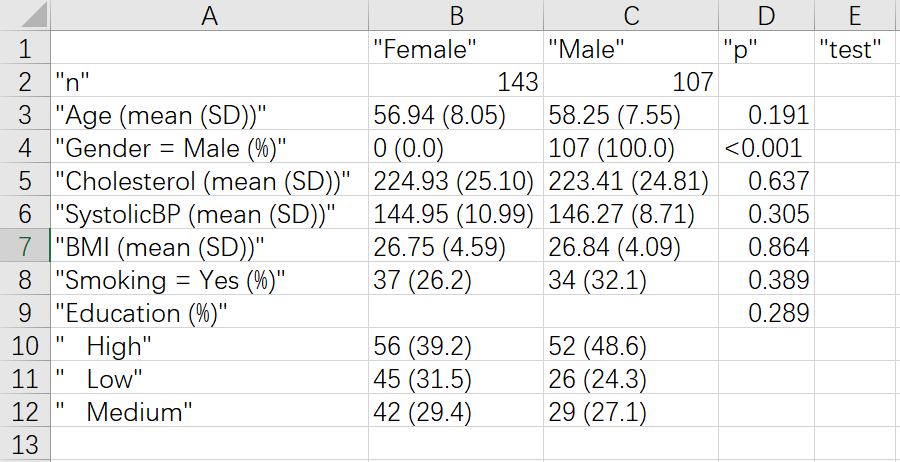 A B C D E
1 "Female" "Male" "p" "test"
2 "n" 143 107
3 "Age (mean (SD))" 56.94 (8.05) 58.25 (7.55) 0.191
4 "Gender = Male (%)" 0 (0.0) 107 (100.0) <0.001
5 "Cholesterol (mean (SD))" 224.93 (25.10) 223.41 (24.81) 0.637
6 "SystolicBP (mean (SD))" 144.95 (10.99) 146.27 (8.71) 0.305
7 "BMI (mean (SD))" 26.75 (4.59) 26.84 (4.09) 0.864
8 "Smoking = Yes (%)" 37 (26.2) 34 (32.1) 0.389
9 "Education (%)" 0.289
10 "   High" 56 (39.2) 52 (48.6)
11 "   Low" 45 (31.5) 26 (24.3)
12 "   Medium" 42 (29.4) 29 (27.1)
13